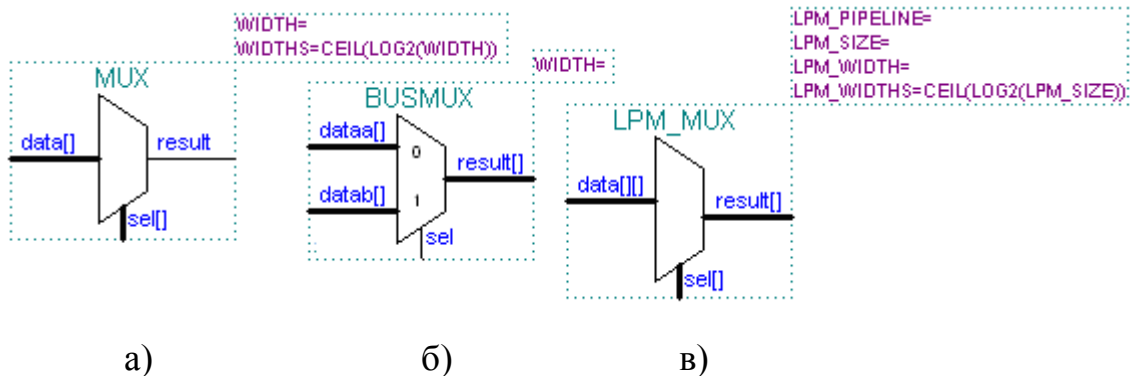 WIDTH=
WIDTHS=CEIL(LOG2(WIDTH))
MUX
data[]
result
sel[]
а)
WIDTH=
BUSMUX
dataa[]
0
result[]
datab[]
1
sel
б)
LPM_PIPELINE=
LPM_SIZE=
LPM_WIDTH=
LPM_WIDTHS=CEIL(LOG2(LPM_SIZE))
LPM_MUX
data[][]
result[]
sel[]
в)